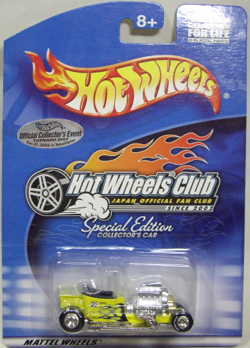 8+
FOR LIFE
HOT WHEELS
Official Collector's Event
Hot Wheels Club
JAPAN OFFICIAL FAN CLUB
SINCE 2002
Special Edition
COLLECTOR'S CAR
MATTEL WHEELS